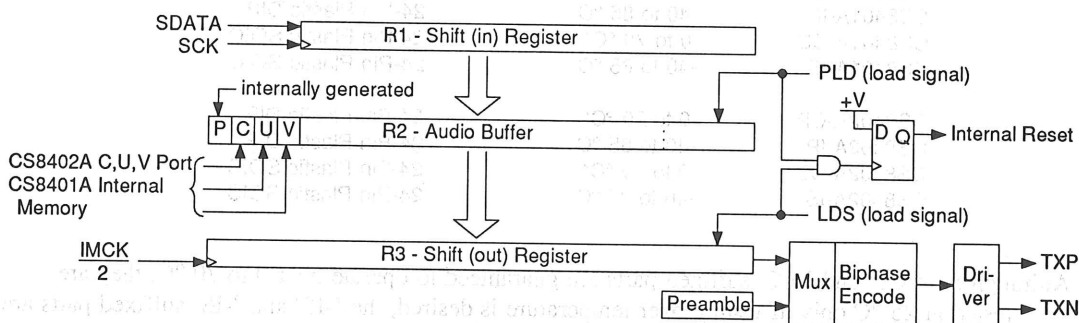 SDATA
SCK
R1 - Shift (in) Register
PLD (load signal)
internally generated
+V
P C U V
R2 - Audio Buffer
D Q
Internal Reset
CS8402A C,U,V Port
CS8401A Internal
Memory
LDS (load signal)
IMCK
2
R3 - Shift (out) Register
Preamble
Mux
Biphase
Encode
Dri-
ver
TXP
TXN